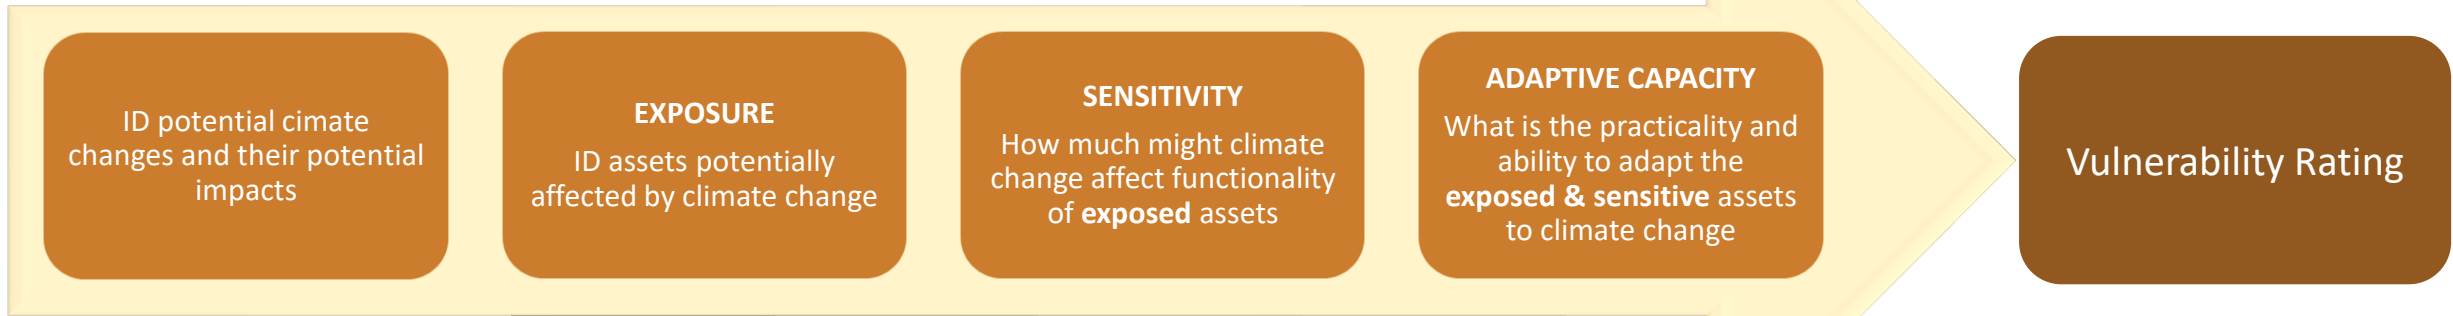 ID potential cimate
changes and their potential
impacts
EXPOSURE
ID assets potentially
affected by climate change
SENSITIVITY
How much might climate
change affect functionality
of exposed assets
ADAPTIVE CAPACITY
What is the practicality and
ability to adapt the
exposed & sensitive assets
to climate change
Vulnerability Rating